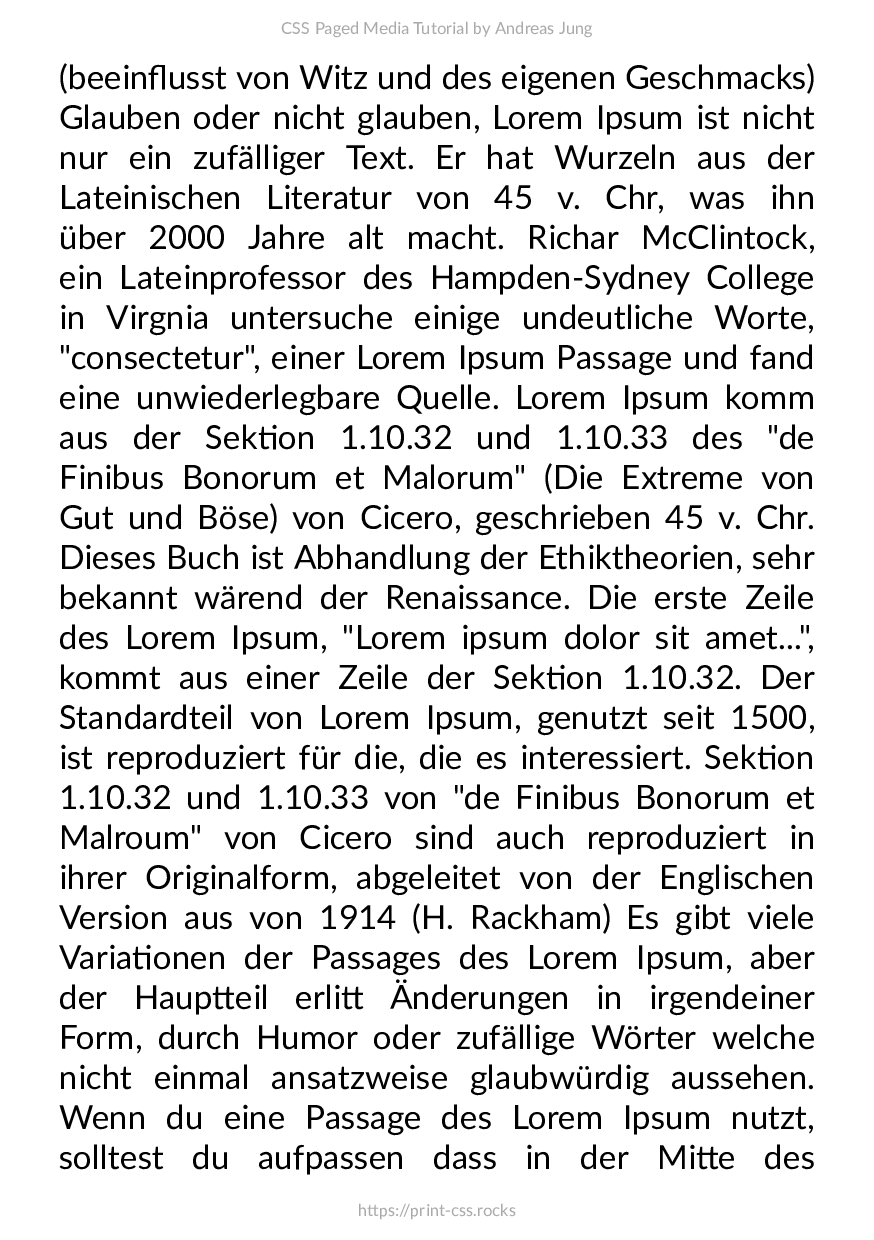 CSS Paged Media Tutorial by Andreas Jung
(beeinflusst von Witz und des eigenen Geschmacks)
Glauben oder nicht glauben, Lorem Ipsum ist nicht
nur ein zufälliger Text. Er hat Wurzeln aus der
Lateinischen Literatur von 45 v. Chr, was ihn
über 2000 Jahre alt macht. Richar McClintock,
ein Lateinprofessor des Hampden-Sydney College
in Virgnia untersuche einige undeutliche Worte,
"consectetur", einer Lorem Ipsum Passage und fand
eine unwiederlegbare Quelle. Lorem Ipsum komm
aus der Sektion 1.10.32 und 1.10.33 des "de
Finibus Bonorum et Malorum" (Die Extreme von
Gut und Böse) von Cicero, geschrieben 45 v. Chr.
Dieses Buch ist Abhandlung der Ethiktheorien, sehr
bekannt wärend der Renaissance. Die erste Zeile
des Lorem Ipsum, "Lorem ipsum dolor sit amet...",
kommt aus einer Zeile der Sektion 1.10.32. Der
Standardteil von Lorem Ipsum, genutzt seit 1500,
ist reproduziert für die, die es interessiert. Sektion
1.10.32 und 1.10.33 von "de Finibus Bonorum et
Malroum" von Cicero sind auch reproduziert in
ihrer Originalform, abgeleitet von der Englischen
Version aus von 1914 (H. Rackham) Es gibt viele
Variationen der Passages des Lorem Ipsum, aber
der Hauptteil erlitt Änderungen in irgendeiner
Form, durch Humor oder zufällige Wörter welche
nicht einmal ansatzweise glaubwürdig aussehen.
Wenn du eine Passage des Lorem Ipsum nutzt,
solltest du aufpassen dass in der Mitte des
https://print-css.rocks